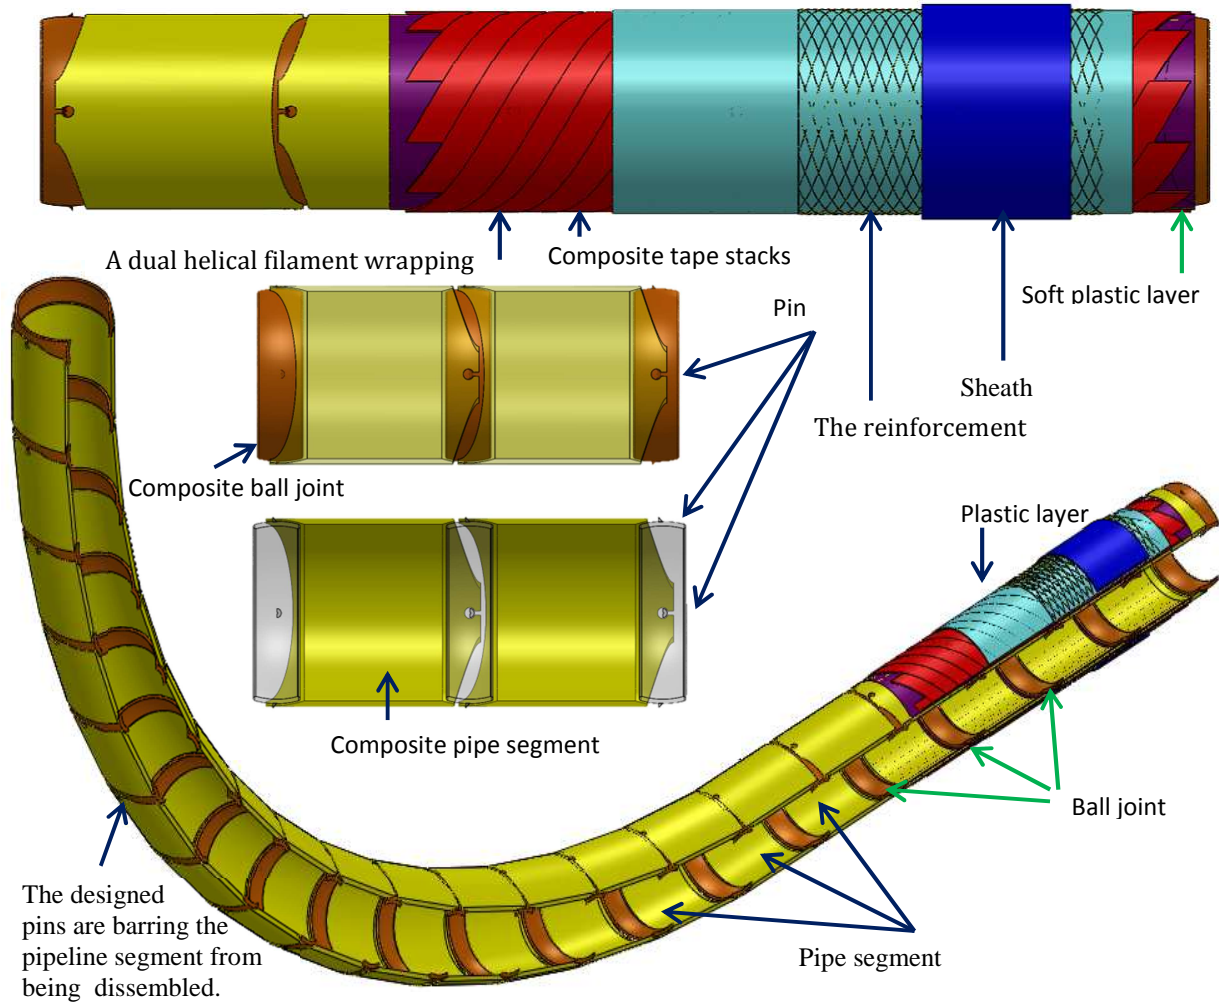 A dual helical filament wrapping
Composite tape stacks
Soft plastic layer
Pin
Sheath
The reinforcement
Composite ball joint
Plastic layer
Composite pipe segment
Ball joint
The designed
pins are barring the
pipeline segment from
being dissembled.
Pipe segment